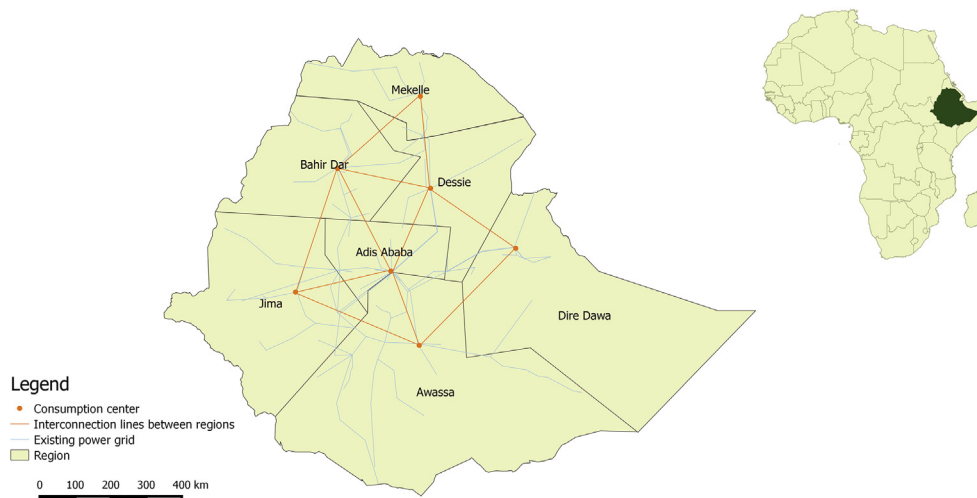 Mekelle
Bahir Dar
Dessie
Adis Ababa
Jima
Dire Dawa
Awassa
Legend
Consumption center
Interconnection lines between regions
Existing power grid
Region
0 100 200 300 400 km